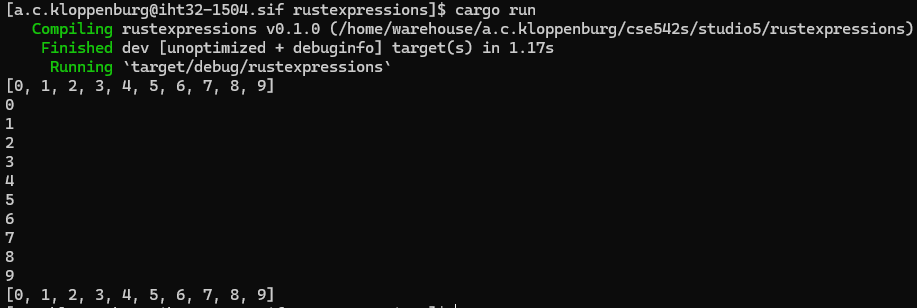 [a.c.kloppenburg@iht32-1504.sif rustexpressions]$ cargo run
   Compiling rustexpressions v0.1.0 (/home/warehouse/a.c.kloppenburg/cse542s/studio5/rustexpressions)
    Finished dev [unoptimized + debuginfo] target(s) in 1.17s
     Running `target/debug/rustexpressions`
[0, 1, 2, 3, 4, 5, 6, 7, 8, 9]
0
1
2
3
4
5
6
7
8
9
[0, 1, 2, 3, 4, 5, 6, 7, 8, 9]